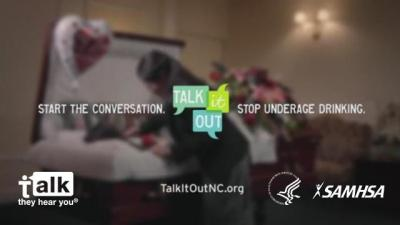 START THE CONVERSATION. TALK it OUT STOP UNDERAGE DRINKING.
talk
they hear you®
TalkItOutNC.org
SAMHSA